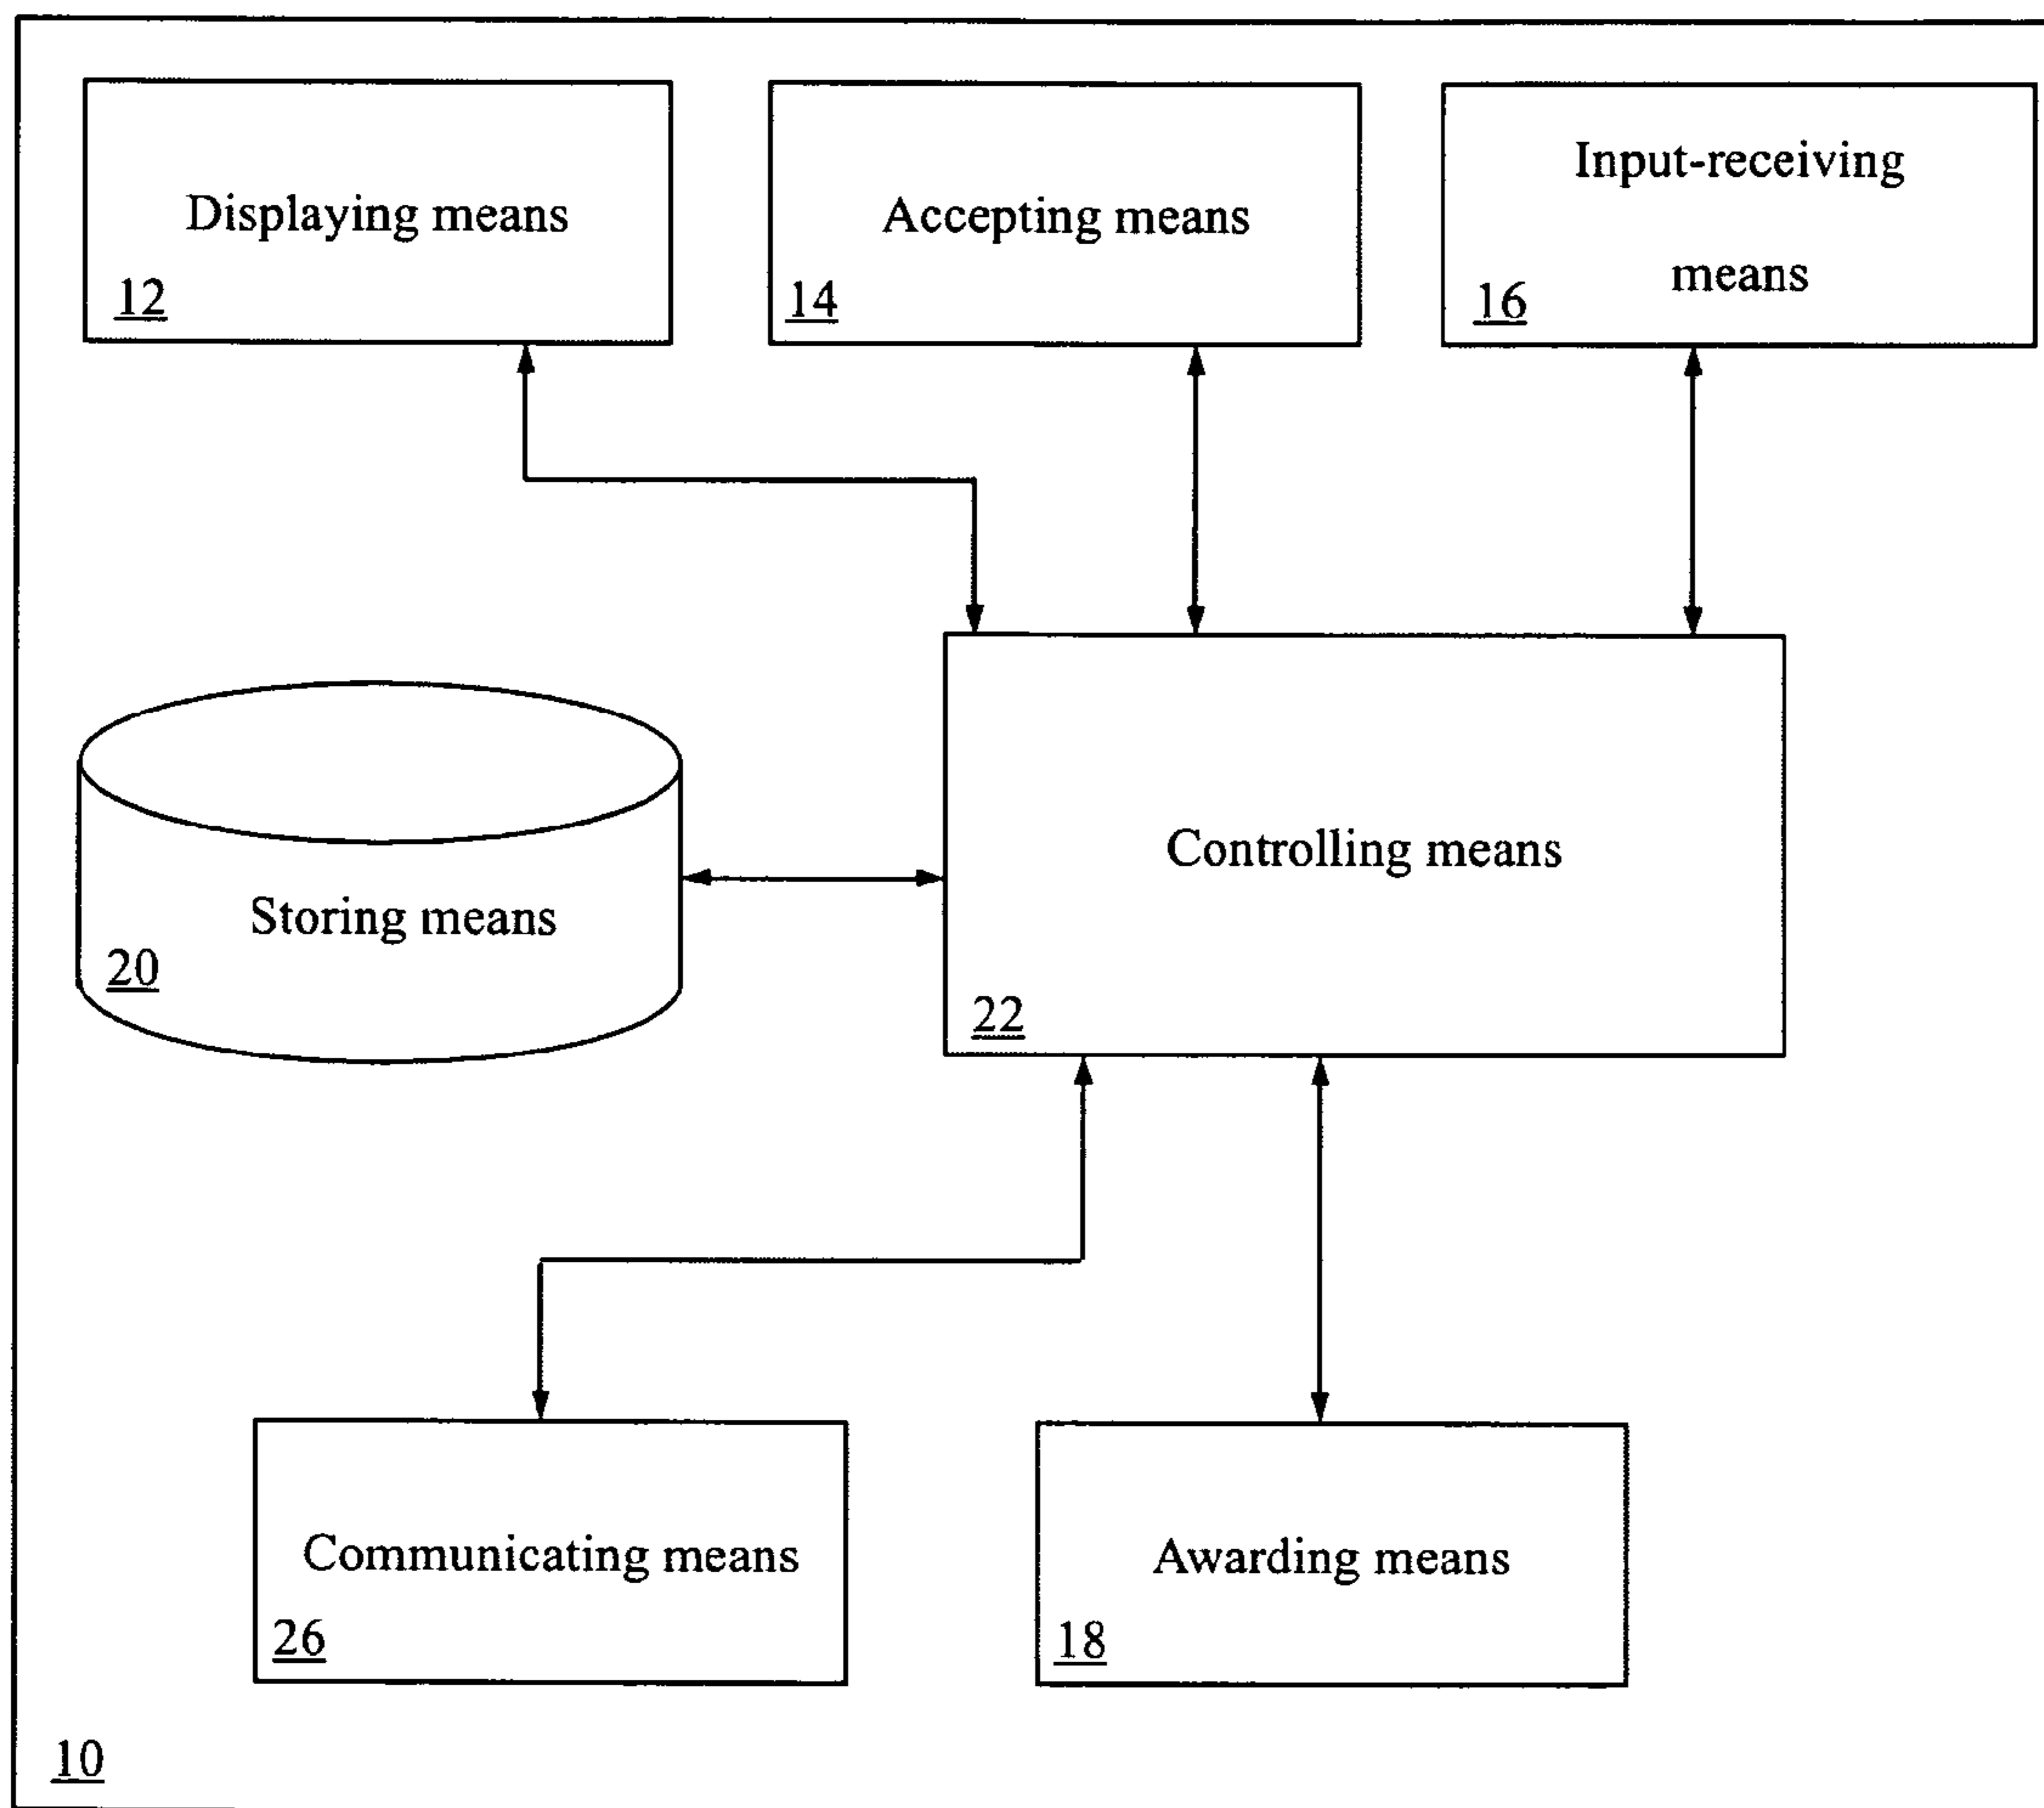 Displaying means
12
Accepting means
14
Input-receiving
means
16
Storing means
20
Controlling means
22
Communicating means
26
Awarding means
18
10